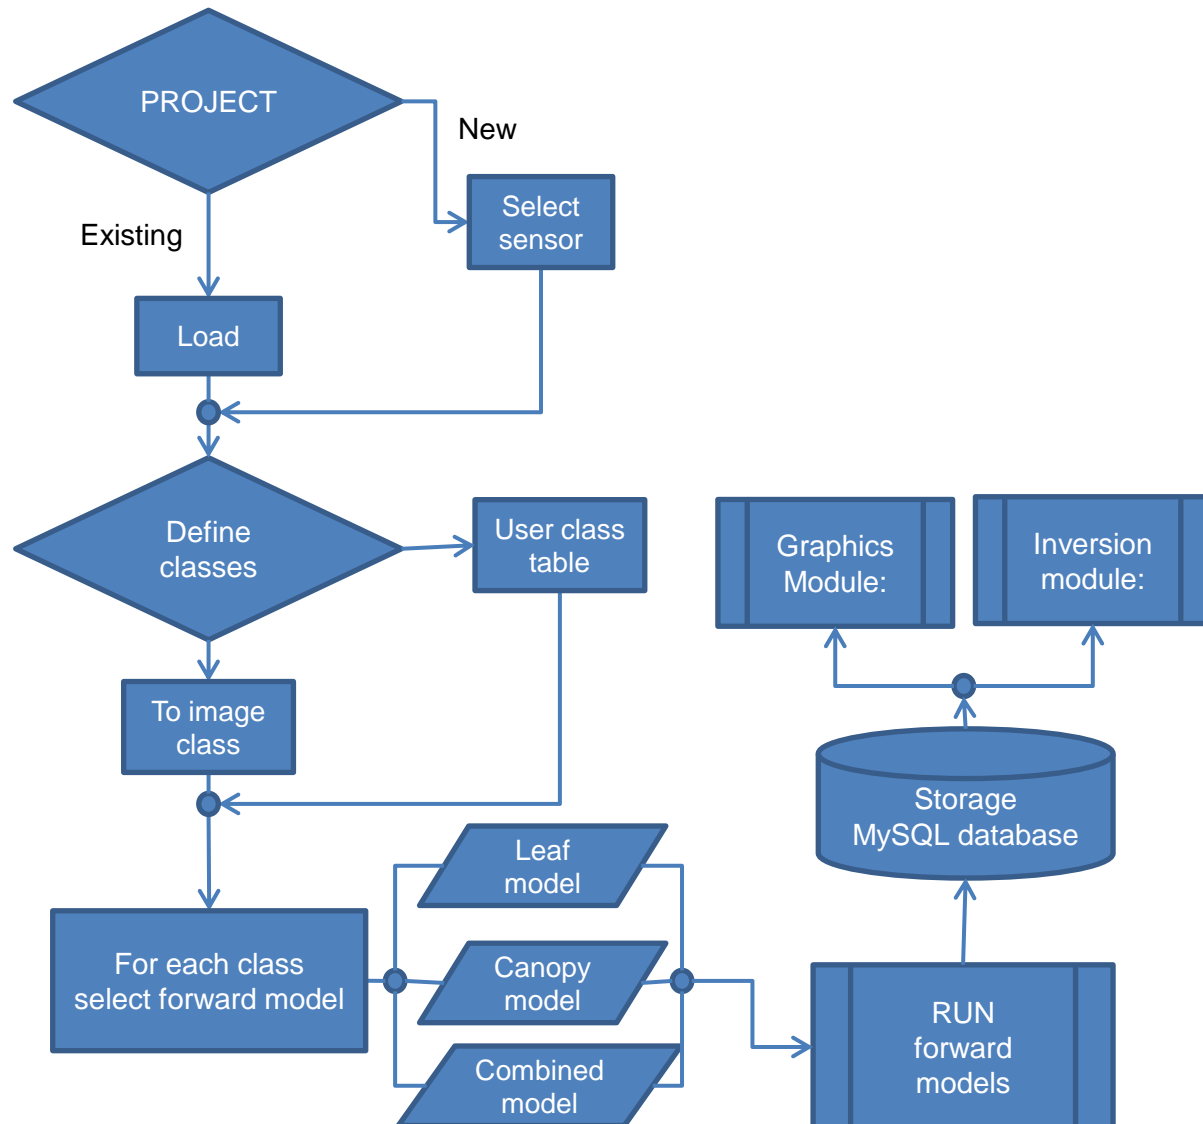 PROJECT
New
Select
sensor
Existing
Load
Define
classes
User class
table
To image
class
Graphics
Module:
Inversion
module:
Storage
MySQL database
Leaf
model
For each class
select forward model
Canopy
model
Combined
model
RUN
forward
models